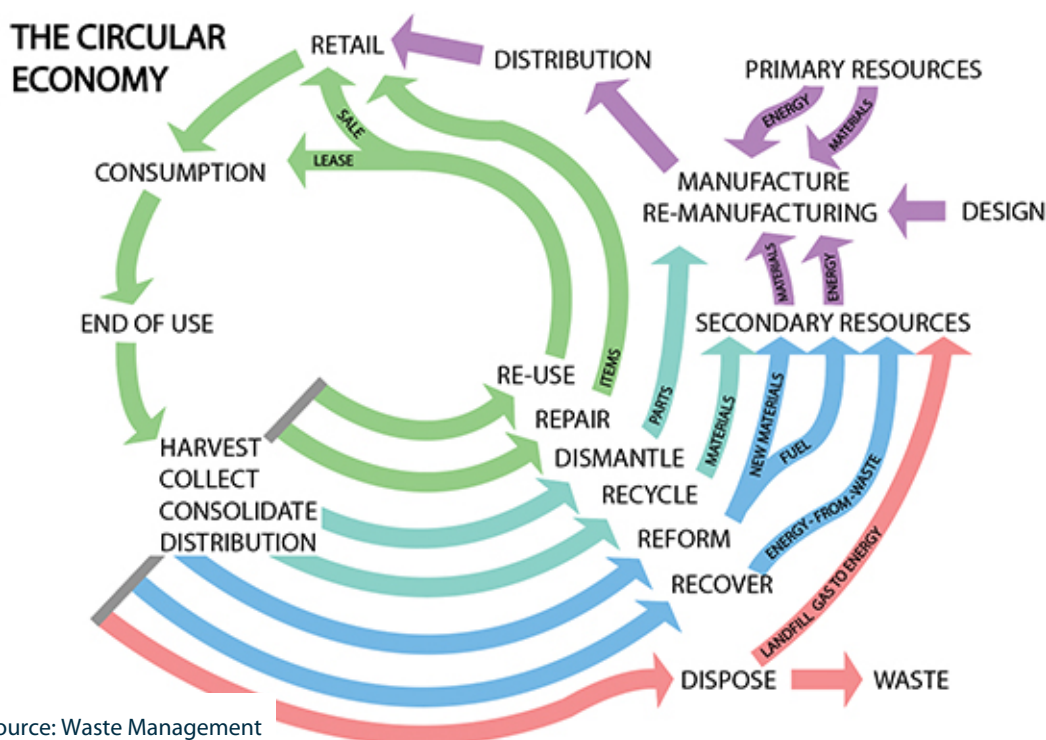 THE CIRCULAR
ECONOMY
RETAIL
DISTRIBUTION
PRIMARY RESOURCES
ENERGY
MATERIALS
SALE
LEASE
CONSUMPTION
MANUFACTURE
RE-MANUFACTURING
DESIGN
MATERIALS
ENERGY
END OF USE
SECONDARY RESOURCES
RE-USE
ITEMS
REPAIR
PARTS
MATERIALS
NEW MATERIALS
FUEL
ENERGY-FROM-WASTE
LANDFILL GAS TO ENERGY
DISMANTLE
RECYCLE
REFORM
RECOVER
HARVEST
COLLECT
CONSOLIDATE
DISTRIBUTION
DISPOSE
WASTE
ource: Waste Management